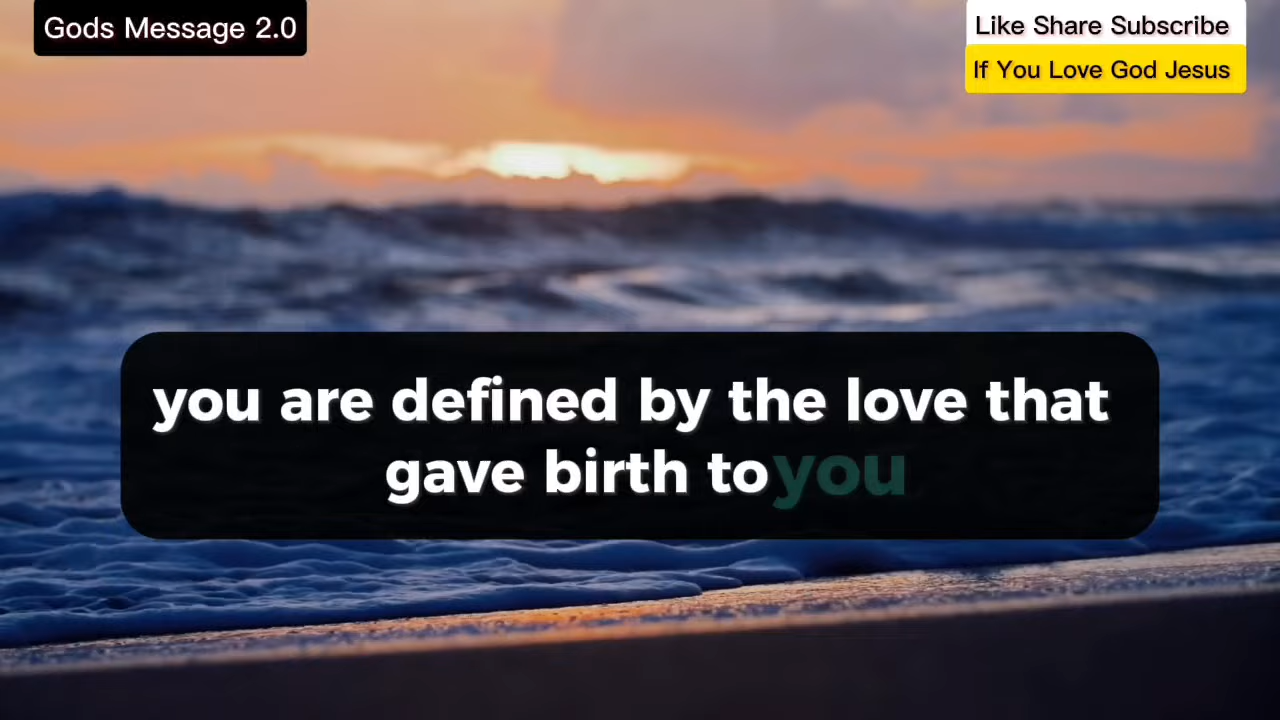 Gods Message 2.0
Like Share Subscribe
If You Love God Jesus
you are defined by the love that
gave birth to you